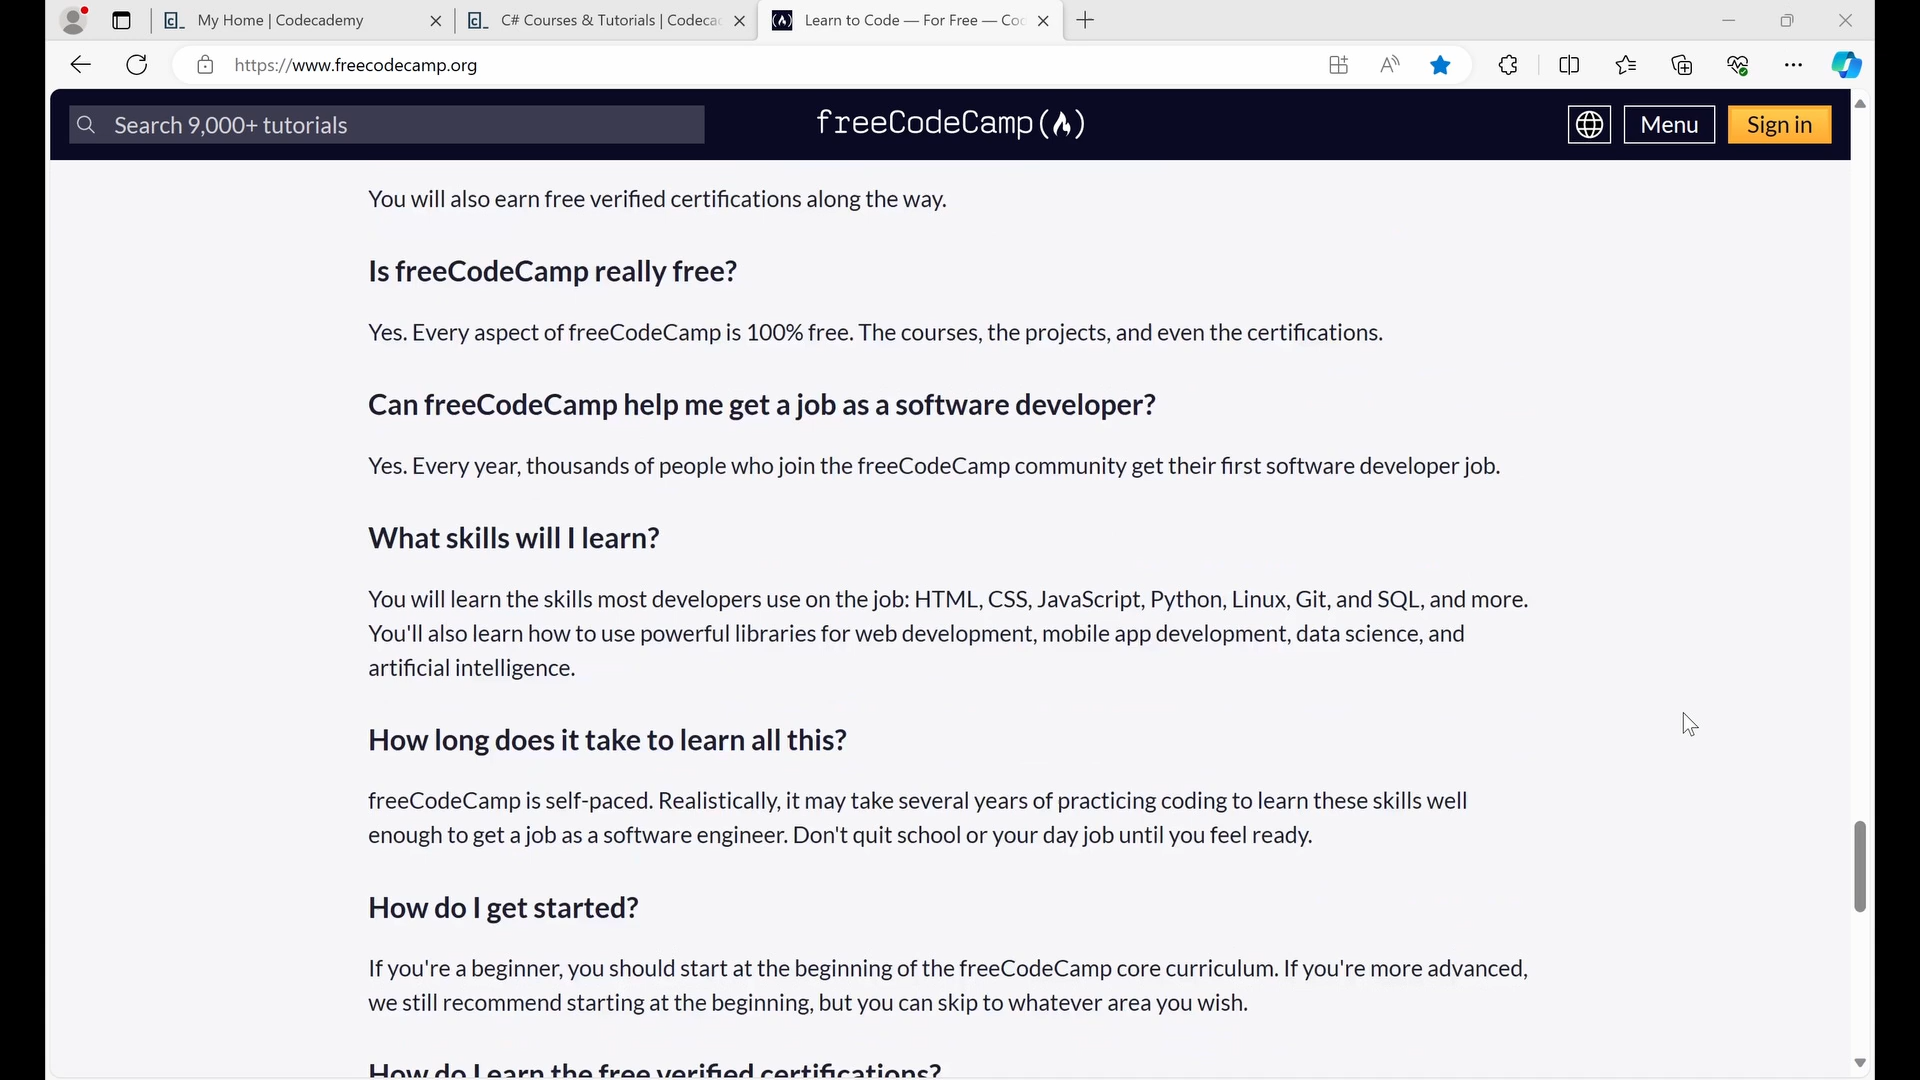 My Home | Codecademy
C# Courses & Tutorials | Codeca
Learn to Code — For Free — Co
https://www.freecodecamp.org
Search 9,000+ tutorials
freeCodeCamp
Menu
Sign in
You will also earn free verified certifications along the way.
Is freeCodeCamp really free?
Yes. Every aspect of freeCodeCamp is 100% free. The courses, the projects, and even the certifications.
Can freeCodeCamp help me get a job as a software developer?
Yes. Every year, thousands of people who join the freeCodeCamp community get their first software developer job.
What skills will I learn?
You will learn the skills most developers use on the job: HTML, CSS, JavaScript, Python, Linux, Git, and SQL, and more.
You'll also learn how to use powerful libraries for web development, mobile app development, data science, and
artificial intelligence.
How long does it take to learn all this?
freeCodeCamp is self-paced. Realistically, it may take several years of practicing coding to learn these skills well
enough to get a job as a software engineer. Don't quit school or your day job until you feel ready.
How do I get started?
If you're a beginner, you should start at the beginning of the freeCodeCamp core curriculum. If you're more advanced,
we still recommend starting at the beginning, but you can skip to whatever area you wish.
How do I earn the free verified certifications?